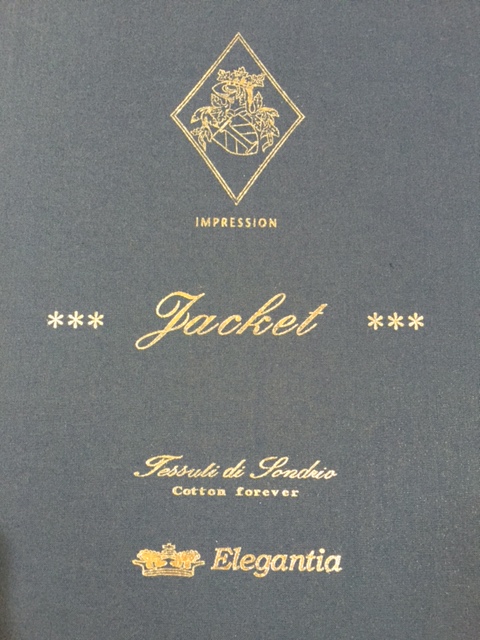 IMPRESSION
*** Jacket ***
Tessuti di Sondrio
Cotton forever
Elegantia